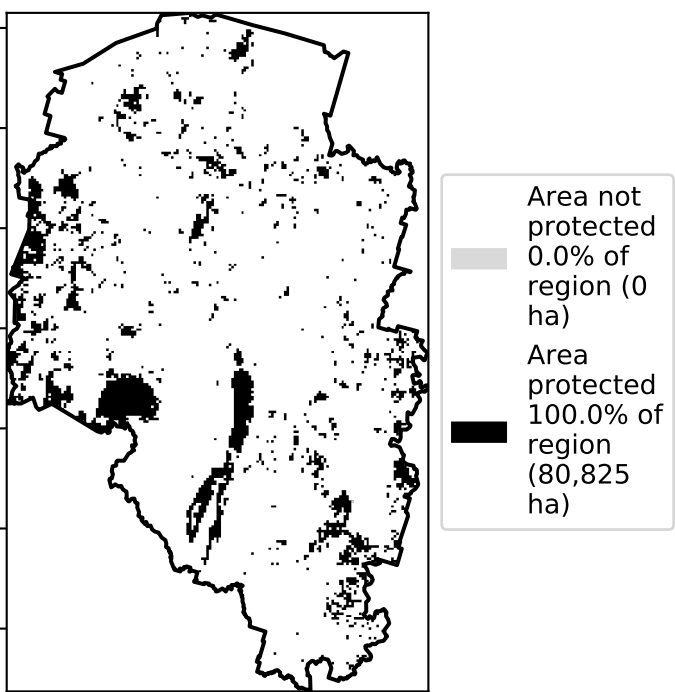 Area not
protected
0.0% of
region (0
ha)
Area
protected
100.0% of
region
(80,825
ha)